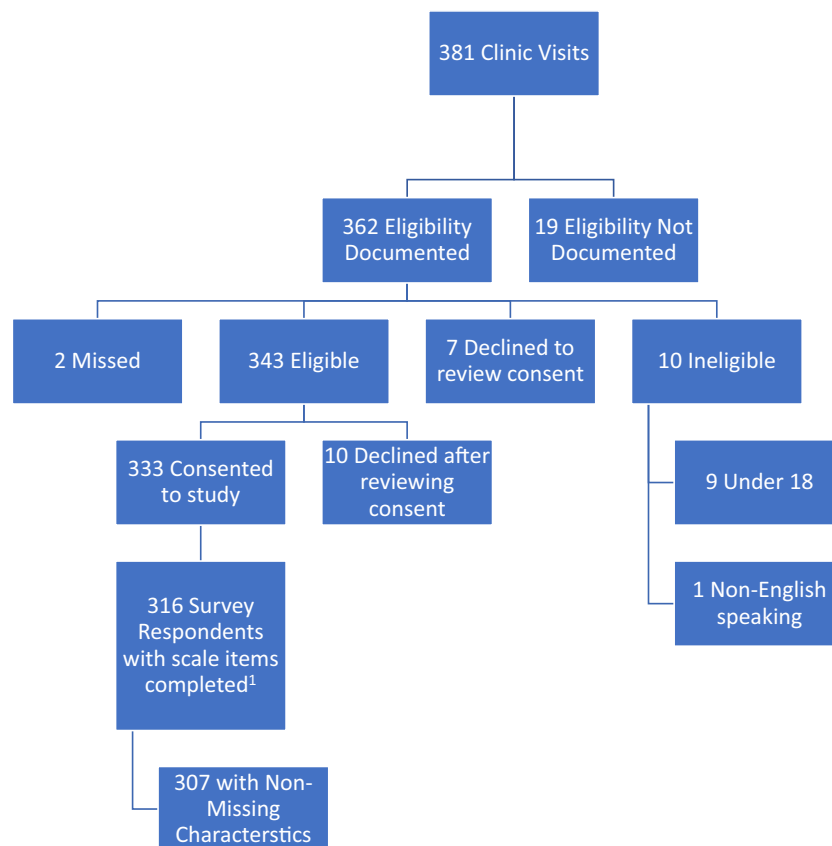 381 Clinic Visits
362 Eligibility
Documented
19 Eligibility Not
Documented
2 Missed
343 Eligible
7 Declined to
review consent
10 Ineligible
333 Consented
to study
10 Declined after
reviewing
consent
9 Under 18
316 Survey
Respondents
with scale items
completed¹
1 Non-English
speaking
307 with Non-
Missing
Characterstics